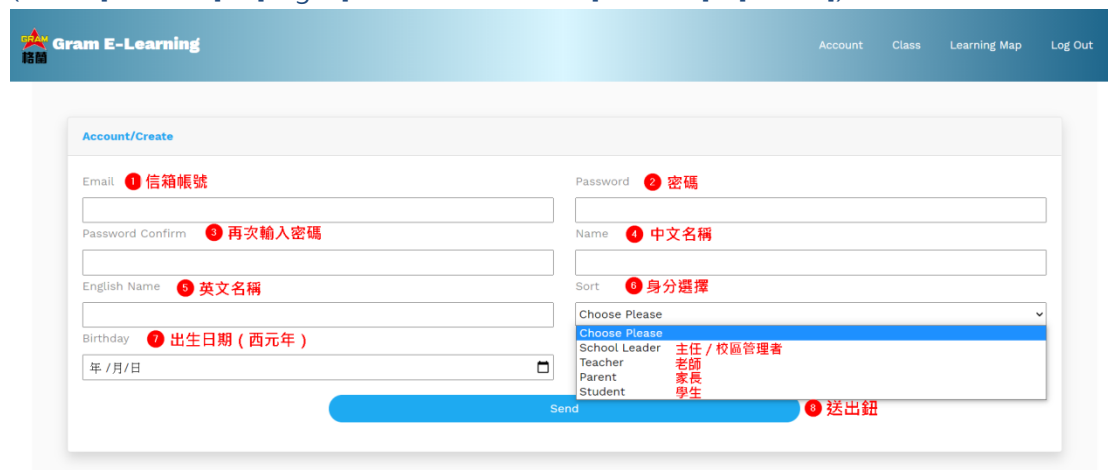 GRAM
格蘭
Gram E-Learning
Account Class Learning Map Log Out
Account/Create
Email 1 信箱帳號
Password 2 密碼
Password Confirm 3 再次輸入密碼
Name 4 中文名稱
English Name 5 英文名稱
Sort 6 身分選擇
Choose Please
Birthday 7 出生日期 ( 西元年 )
年 /月/日
Choose Please
School Leader 主任 / 校區管理者
Teacher 老師
Parent 家長
Student 學生
Send
8 送出鈕